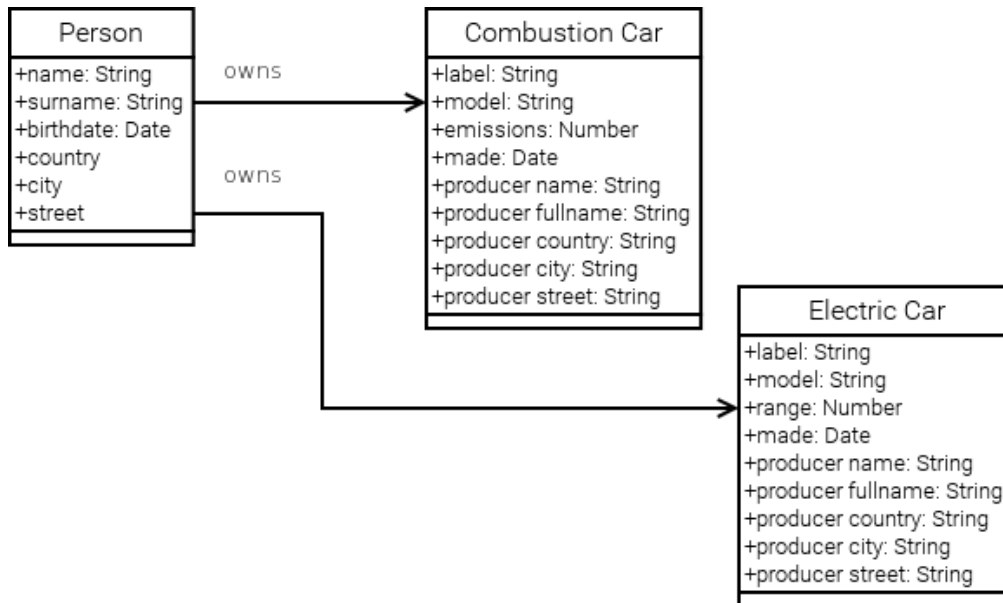 Person
+name: String
+surname: String
+birthdate: Date
+country
+city
+street
owns
owns
Combustion Car
+label: String
+model: String
+emissions: Number
+made: Date
+producer name: String
+producer fullname: String
+producer country: String
+producer city: String
+producer street: String
Electric Car
+label: String
+model: String
+range: Number
+made: Date
+producer name: String
+producer fullname: String
+producer country: String
+producer city: String
+producer street: String